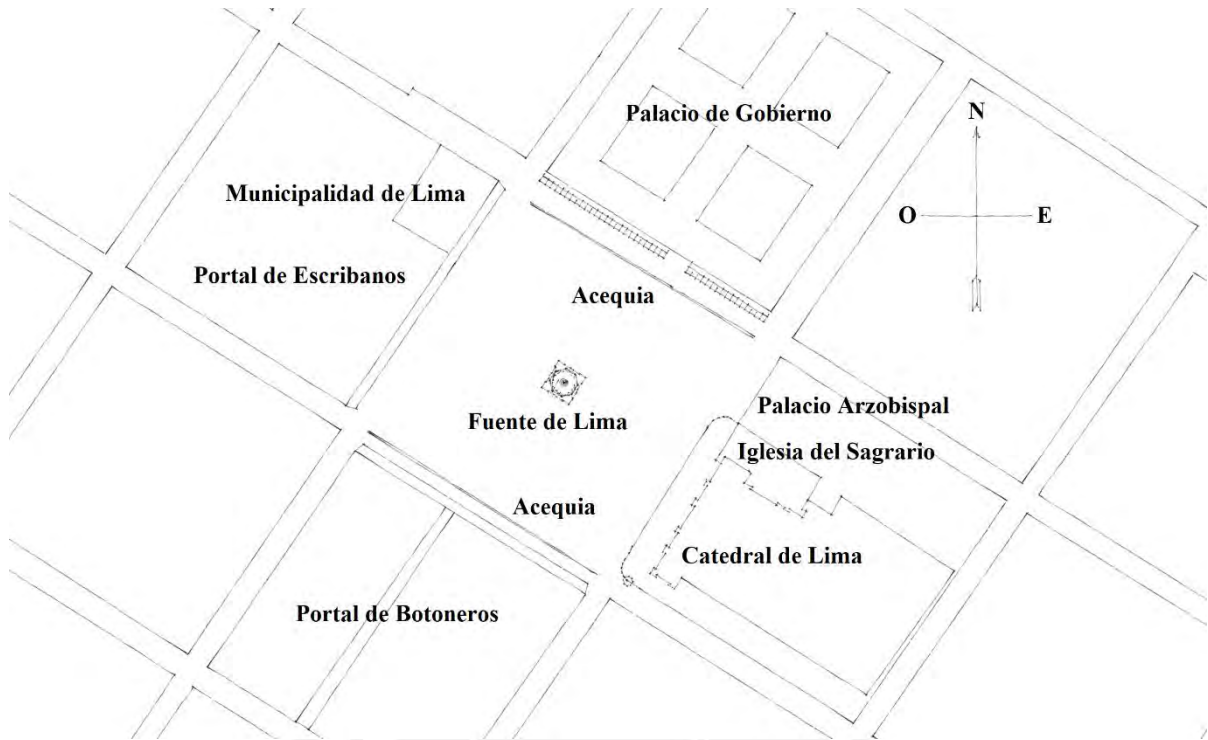 Palacio de Gobierno
N
Municipalidad de Lima
O
E
Portal de Escribanos
Acequia
Palacio Arzobispal
Fuente de Lima
Iglesia del Sagrario
Acequia
Catedral de Lima
Portal de Botoneros